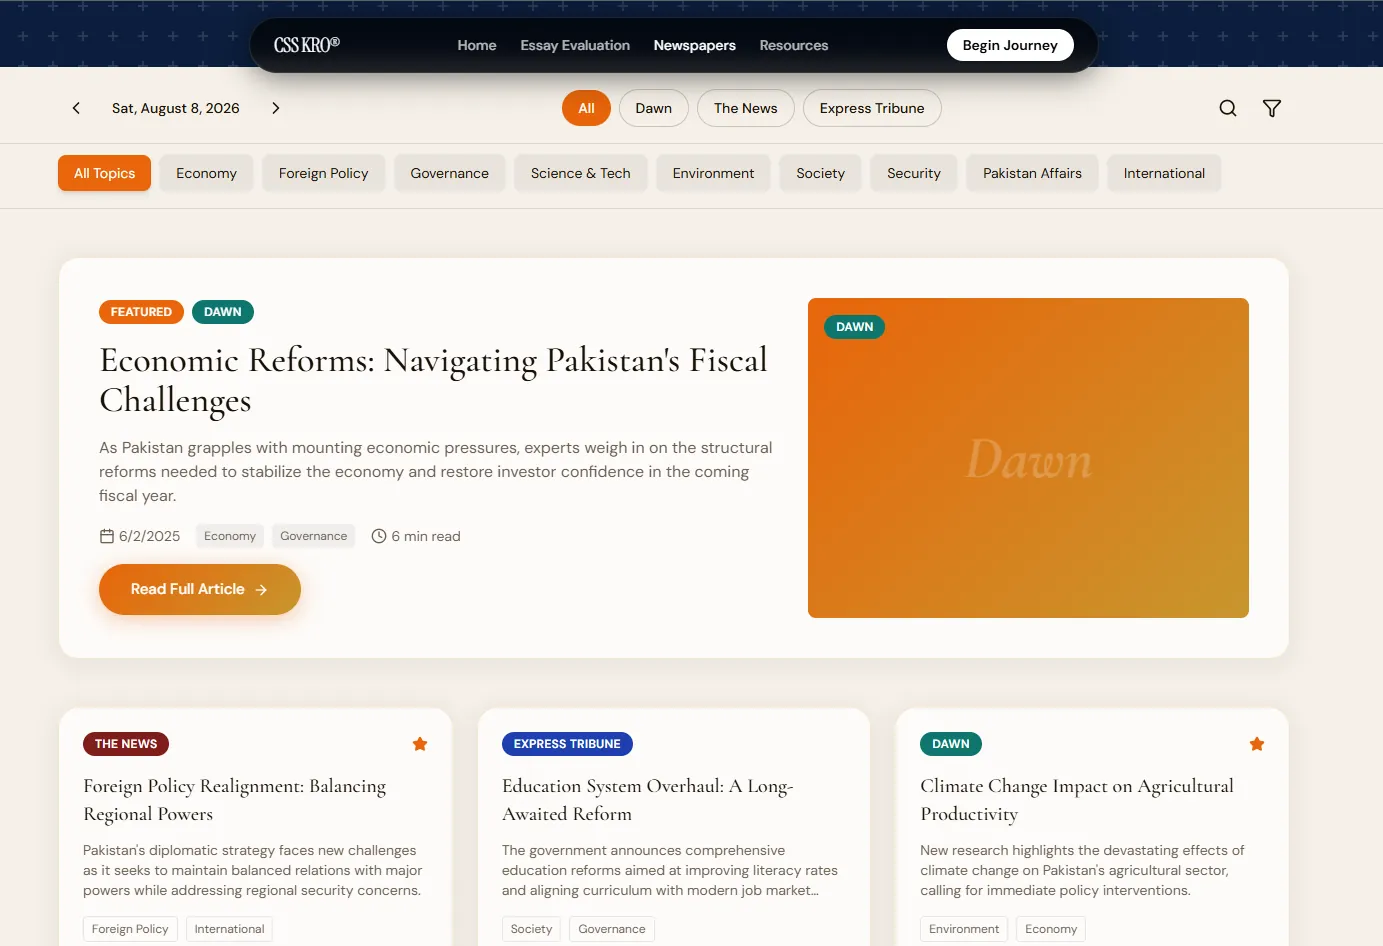 CSS KRO®
Home
Essay Evaluation
Newspapers
Resources
Begin Journey
Sat, August 8, 2026
All
Dawn
The News
Express Tribune
All Topics
Economy
Foreign Policy
Governance
Science & Tech
Environment
Society
Security
Pakistan Affairs
International
FEATURED
DAWN
Economic Reforms: Navigating Pakistan's Fiscal
Challenges
As Pakistan grapples with mounting economic pressures, experts weigh in on the structural
reforms needed to stabilize the economy and restore investor confidence in the coming
fiscal year.
6/2/2025
Economy
Governance
6 min read
Read Full Article →
DAWN
Dawn
THE NEWS
Foreign Policy Realignment: Balancing
Regional Powers
Pakistan's diplomatic strategy faces new challenges
as it seeks to maintain balanced relations with major
powers while addressing regional security concerns.
Foreign Policy
International
EXPRESS TRIBUNE
Education System Overhaul: A Long-
Awaited Reform
The government announces comprehensive
education reforms aimed at improving literacy rates
and aligning curriculum with modern job market…
Society
Governance
DAWN
Climate Change Impact on Agricultural
Productivity
New research highlights the devastating effects of
climate change on Pakistan's agricultural sector,
calling for immediate policy interventions.
Environment
Economy